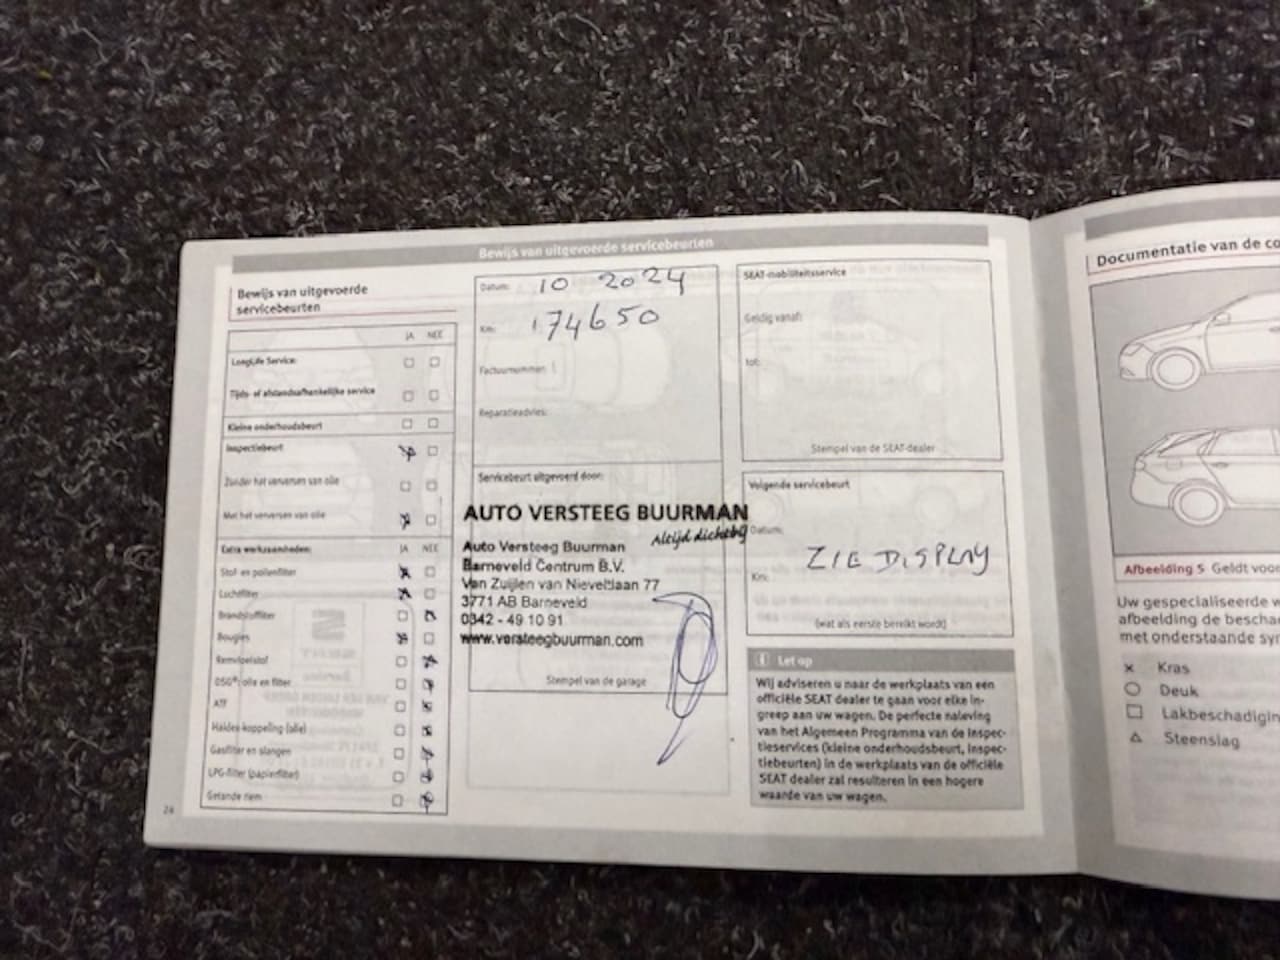 Bewijs van uitgevoerde servicebeurten
Bewijs van uitgevoerde
servicebeurten
JA NEE
LongLife Service:
Tijds- of afstandsafhankelijke service
Kleine onderhoudsbeurt
Inspectiebeurt
Zonder het verversen van olie
Met het verversen van olie
Extra werkzaamheden: JA NEE
Stof- en pollenfilter
Luchtfilter
Brandstoffilter
Bougies
Remvloeistof
DSG®: olie en filter
ATF
Haldex-koppeling (olie)
Gasfilter en slangen
LPG-filter (papierfilter)
Getande riem
26
Datum: 10 2024
Km: 174650
Factuurnummer:
Reparatieadvies:
Servicebeurt uitgevoerd door:
AUTO VERSTEEG BUURMAN
Altijd dichtbij
Auto Versteeg Buurman
Barneveld Centrum B.V.
Van Zuijlen van Nieveltlaan 77
3771 AB Barneveld
0342 - 49 10 91
www.versteegbuurman.com
Stempel van de garage
SEAT-mobiliteitsservice
Geldig vanaf:
tot:
Stempel van de SEAT-dealer
Volgende servicebeurt
Datum:
ZIE DISPLAY
Km:
(wat als eerste bereikt wordt)
Let op
Wij adviseren u naar de werkplaats van een
officiële SEAT dealer te gaan voor elke in-
greep aan uw wagen. De perfecte naleving
van het Algemeen Programma van de Inspec-
tieservices (kleine onderhoudsbeurt, Inspec-
tiebeurten) in de werkplaats van de officiële
SEAT dealer zal resulteren in een hogere
waarde van uw wagen.
Documentatie van de co
Afbeelding 5 Geldt voor
Uw gespecialiseerde w
afbeelding de bescha
met onderstaande syr
Kras
Deuk
Lakbeschadigin
Steenslag